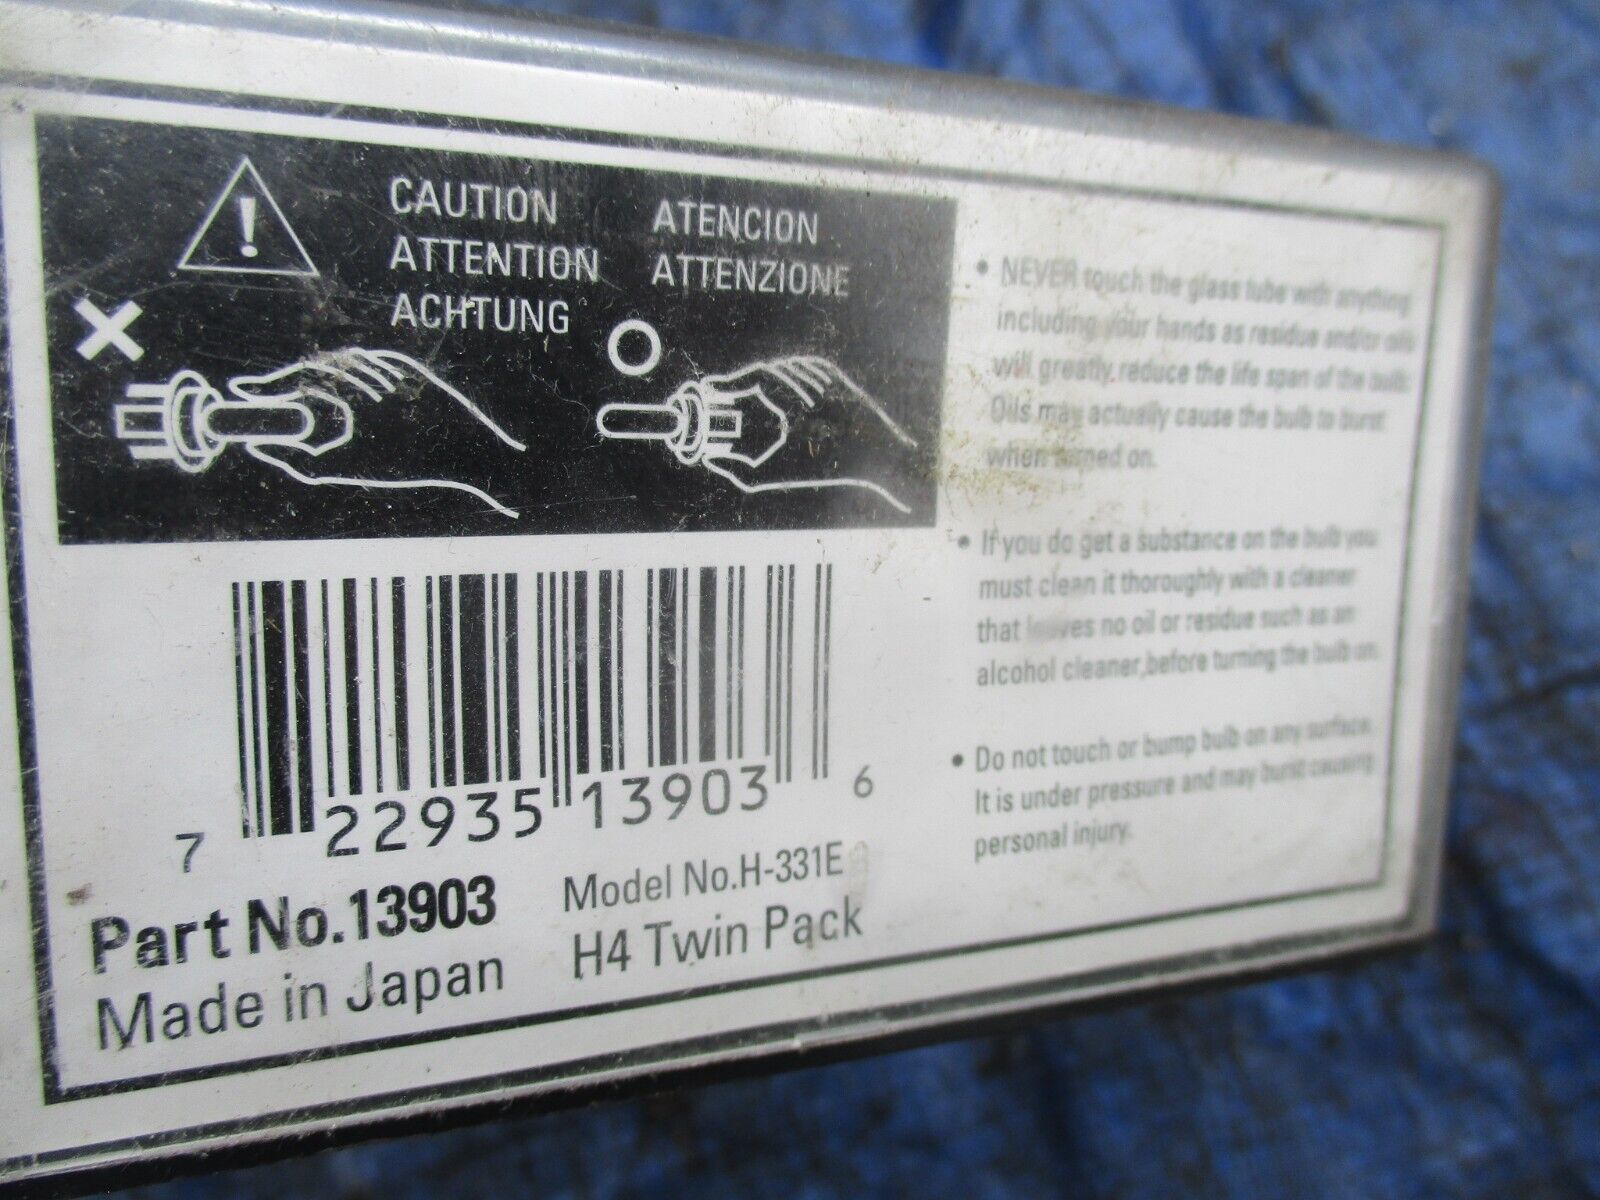 CAUTION
ATTENTION
ACHTUNG
ATENCION
ATTENZIONE
• NEVER touch the glass tube with anything
including your hands as residue and/or oils
will greatly reduce the life span of the bulb.
Oils may actually cause the bulb to burst
when turned on.
• If you do get a substance on the bulb you
must clean it thoroughly with a cleaner
that leaves no oil or residue such as an
alcohol cleaner,before turning the bulb on.
• Do not touch or bump bulb on any surface.
It is under pressure and may burst causing
personal injury.
7 22935 13903 6
Part No.13903
Made in Japan
Model No.H-331E
H4 Twin Pack